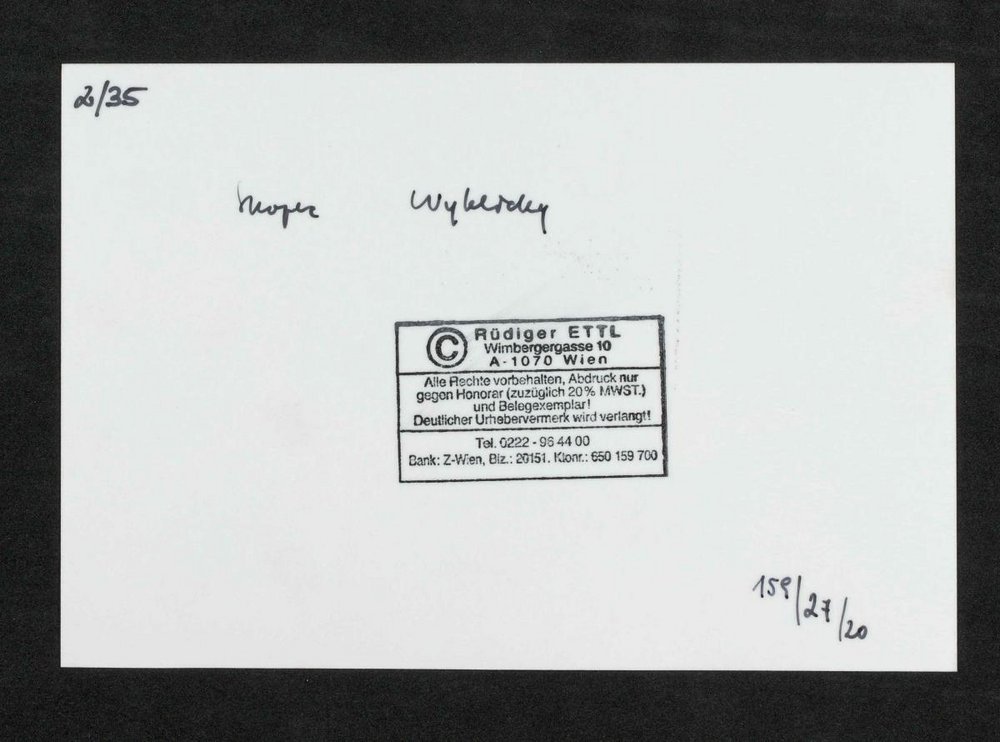 2/35
Wyklicky
© Rüdiger ETTL
Wimbergergasse 10
A-1070 Wien
Alle Rechte vorbehalten, Abdruck nur
gegen Honorar (zuzüglich 20% MWST.)
und Belegexemplar!
Deutlicher Urhebervermerk wird verlangt!
Tel. 0222 - 96 44 00
Bank: Z-Wien, Blz.: 20151. Ktonr.: 650 159 700
159/27/20